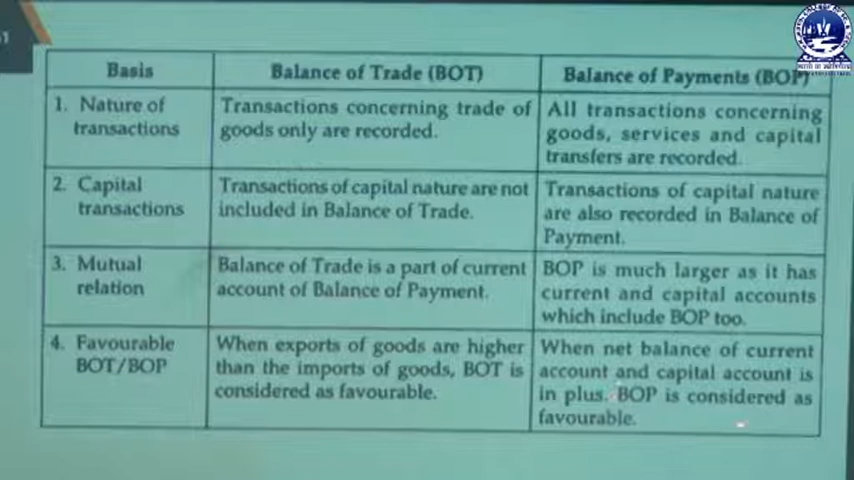 Basis
Balance of Trade (BOT)
Balance of Payments (BOP)
1. Nature of
transactions
Transactions concerning trade of
goods only are recorded.
All transactions concerning
goods, services and capital
transfers are recorded.
2. Capital
transactions
Transactions of capital nature are not
included in Balance of Trade.
Transactions of capital nature
are also recorded in Balance of
Payment.
3. Mutual
relation
Balance of Trade is a part of current
account of Balance of Payment.
BOP is much larger as it has
current and capital accounts
which include BOP too.
4. Favourable
BOT/BOP
When exports of goods are higher
than the imports of goods, BOT is
considered as favourable.
When net balance of current
account and capital account is
in plus. BOP is considered as
favourable.